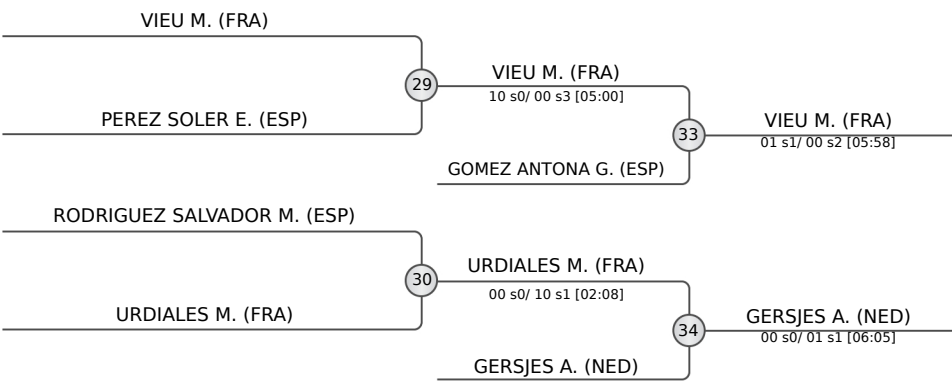 VIEU M. (FRA)
29
PEREZ SOLER E. (ESP)
VIEU M. (FRA)
10 s0/ 00 s3 [05:00]
33
GOMEZ ANTONA G. (ESP)
VIEU M. (FRA)
01 s1/ 00 s2 [05:58]
RODRIGUEZ SALVADOR M. (ESP)
30
URDIALES M. (FRA)
URDIALES M. (FRA)
00 s0/ 10 s1 [02:08]
34
GERSJES A. (NED)
GERSJES A. (NED)
00 s0/ 01 s1 [06:05]